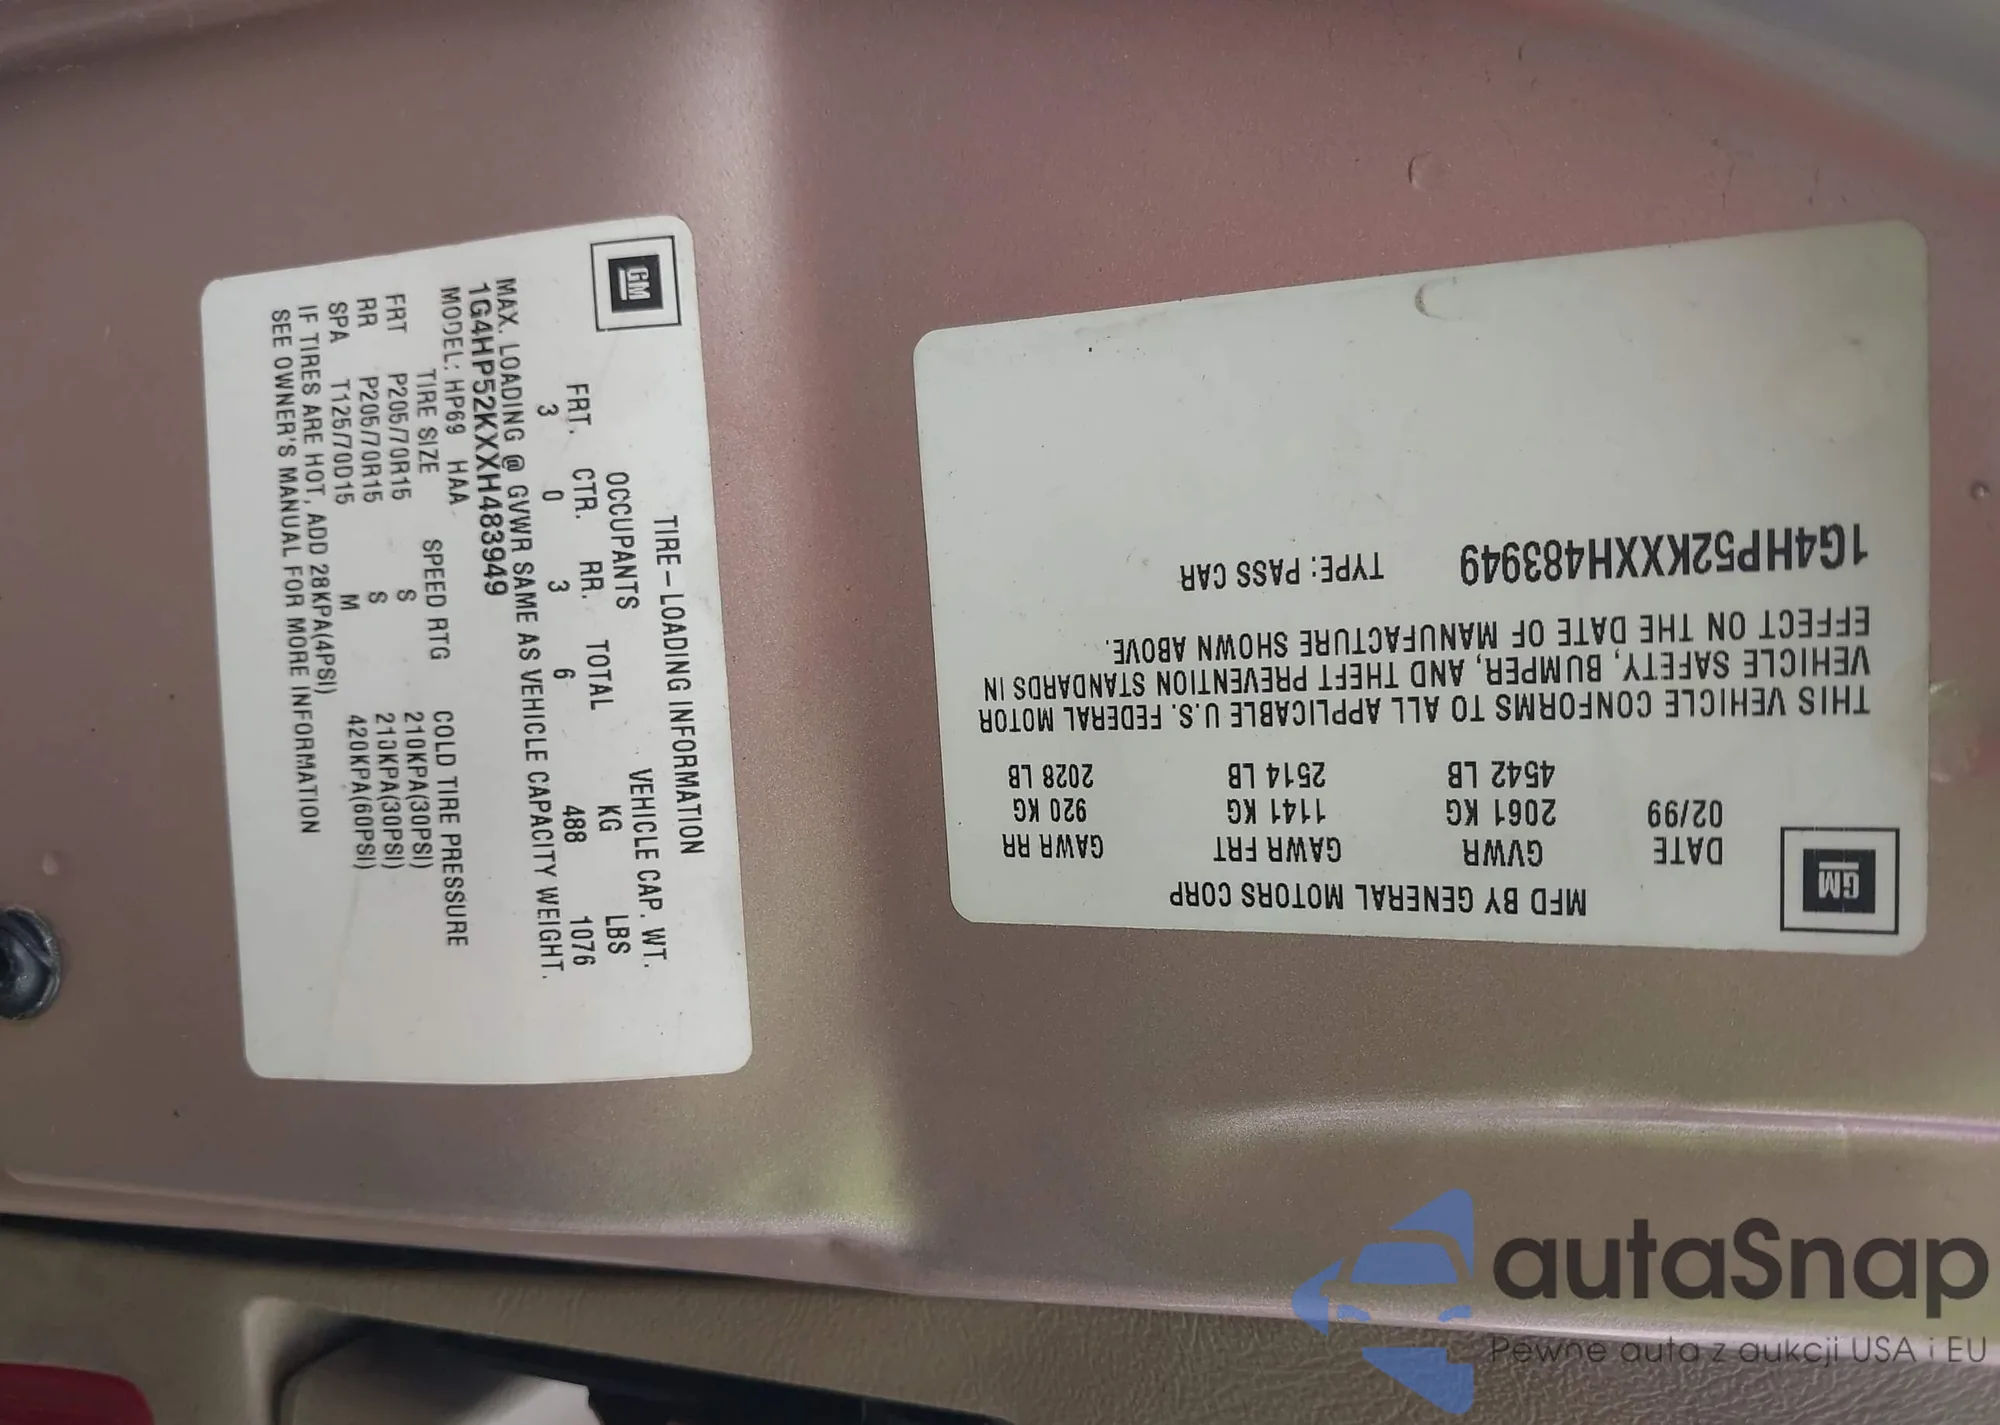 GM
TIRE-LOADING INFORMATION
OCCUPANTS VEHICLE CAP. WT.
FRT. CTR. RR. TOTAL KG LBS
3 0 3 6 488 1076
MAX. LOADING @ GVWR SAME AS VEHICLE CAPACITY WEIGHT.
1G4HP52KXXH483949
MODEL: HP69 HAA
TIRE SIZE SPEED RTG COLD TIRE PRESSURE
FRT P205/70R15 S 210KPA(30PSI)
RR P205/70R15 S 210KPA(30PSI)
SPA T125/70D15 M 420KPA(60PSI)
IF TIRES ARE HOT, ADD 28KPA(4PSI)
SEE OWNER'S MANUAL FOR MORE INFORMATION
GM
MFD BY GENERAL MOTORS CORP
DATE GVWR GAWR FRT GAWR RR
02/99 2061 KG 1141 KG 920 KG
4542 LB 2514 LB 2028 LB
THIS VEHICLE CONFORMS TO ALL APPLICABLE U.S. FEDERAL MOTOR
VEHICLE SAFETY, BUMPER, AND THEFT PREVENTION STANDARDS IN
EFFECT ON THE DATE OF MANUFACTURE SHOWN ABOVE.
1G4HP52KXXH483949 TYPE: PASS CAR
autaSnap
Pewne auta z aukcji USA i EU